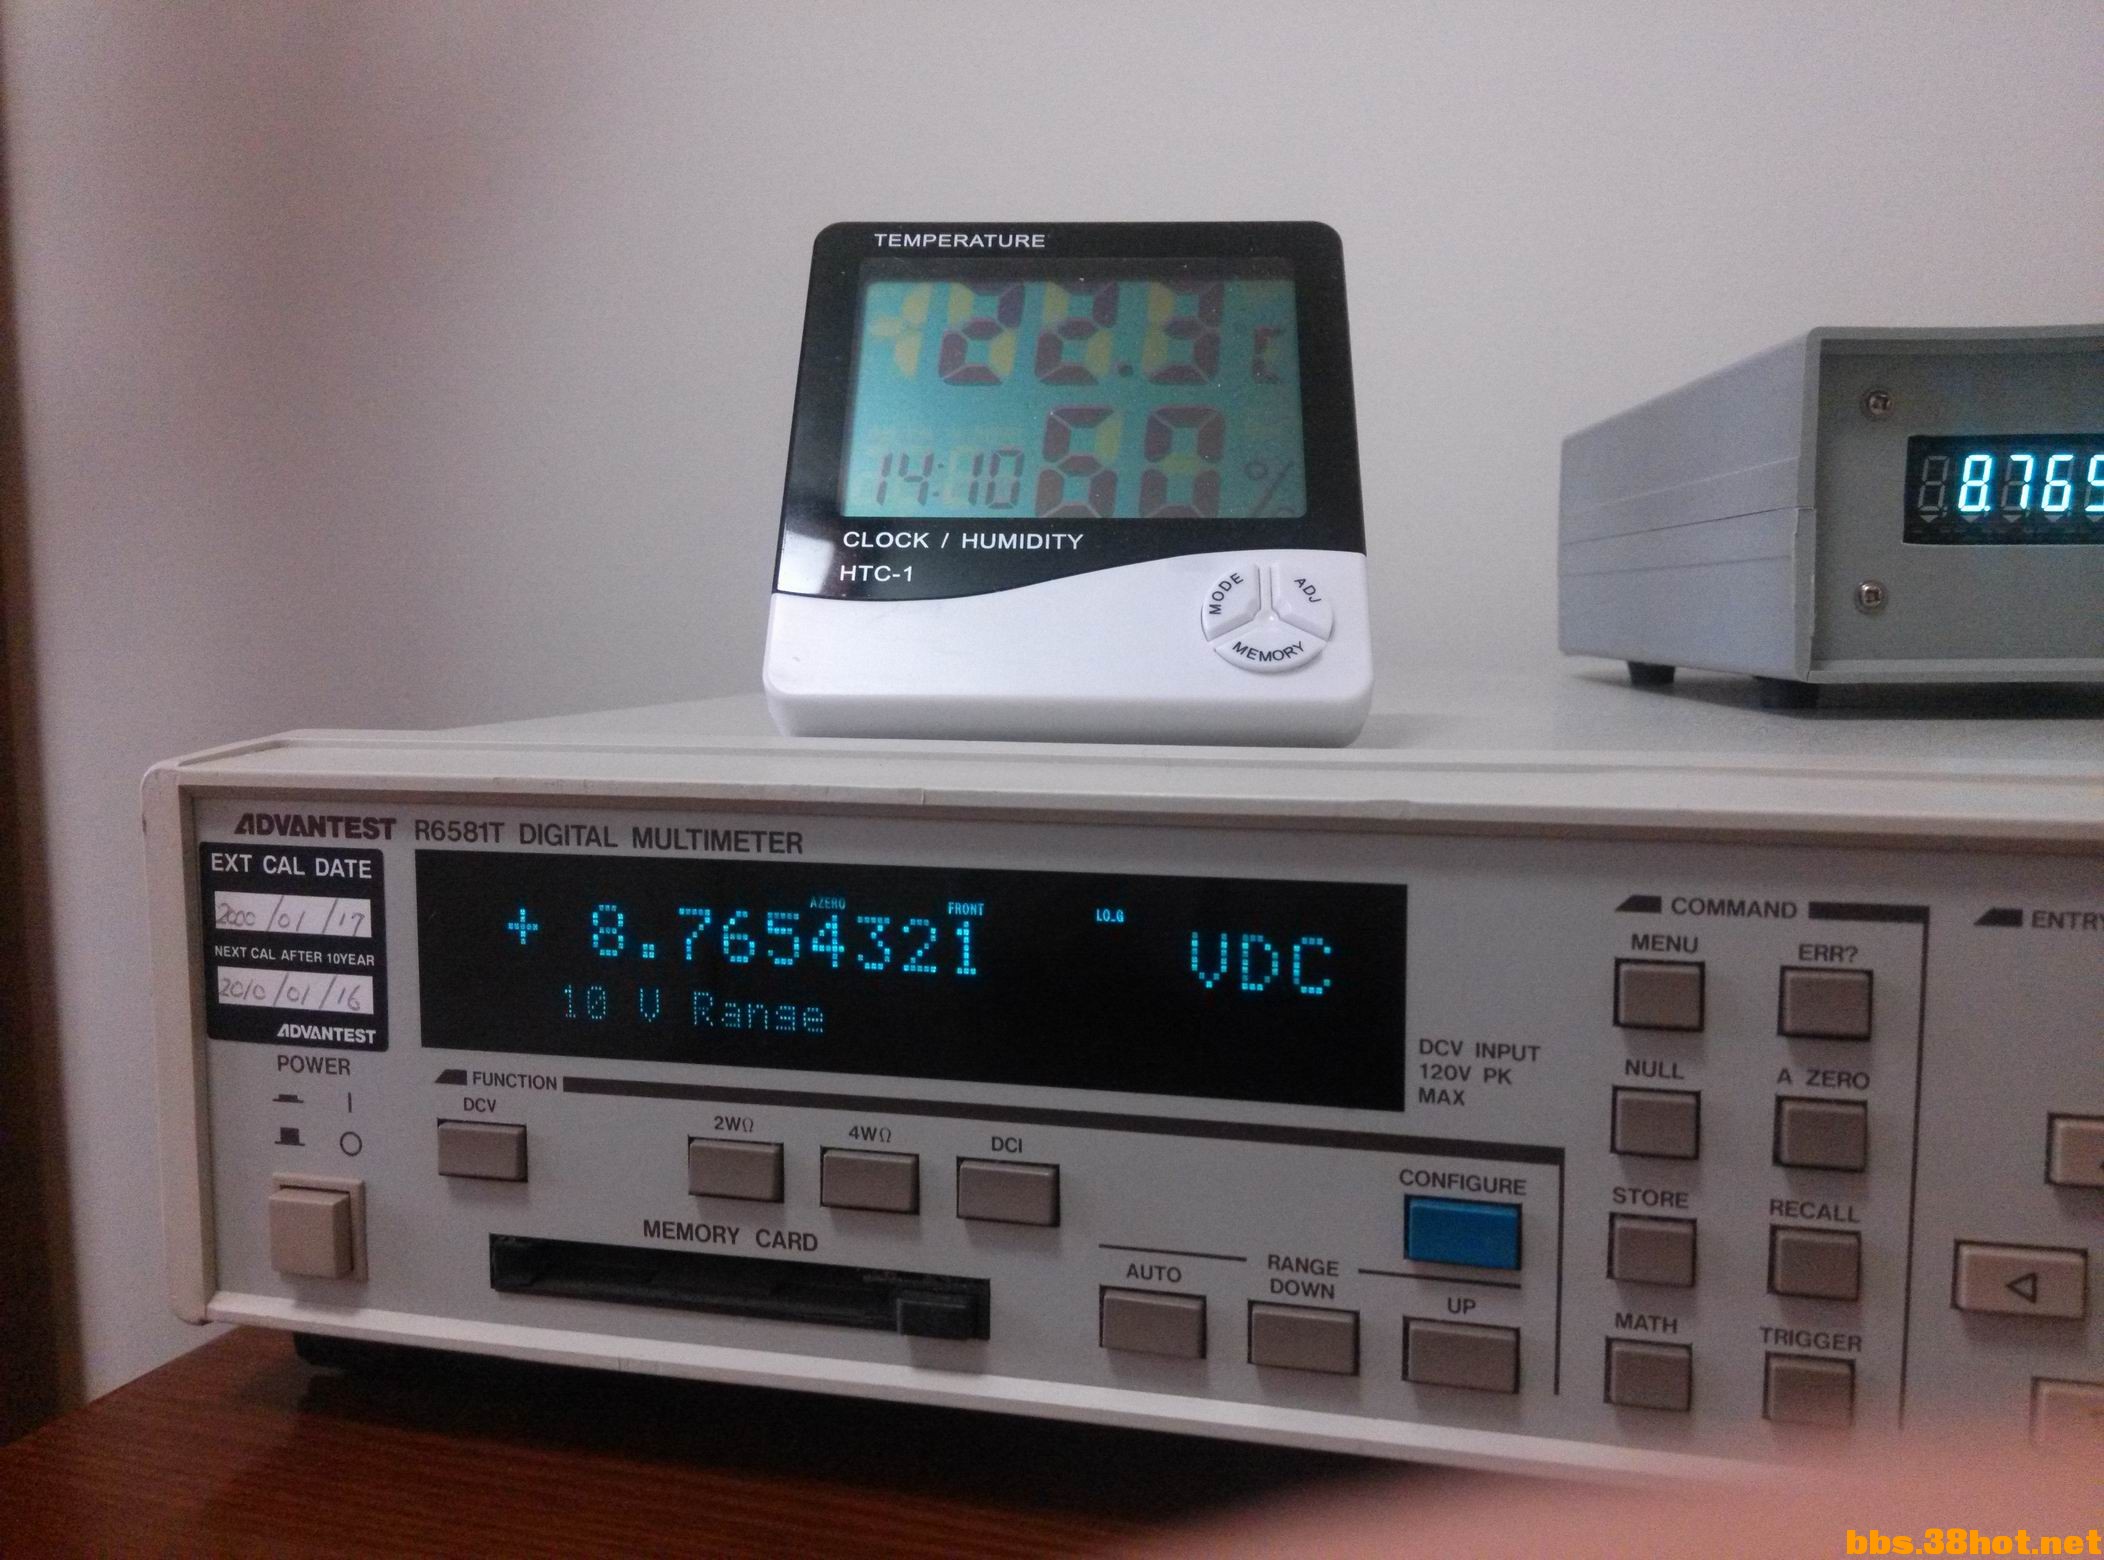 TEMPERATURE
14:10 60 %
CLOCK / HUMIDITY
HTC-1
MODE
ADJ
MEMORY
8.765
ADVANTEST R6581T DIGITAL MULTIMETER
EXT CAL DATE
2000/01/17
NEXT CAL AFTER 10YEAR
2010/01/16
ADVANTEST
AZERO FRONT LO_G
+ 8.7654321 VDC
10 V Range
DCV INPUT
120V PK
MAX
POWER
FUNCTION
DCV
2WΩ
4WΩ
DCI
MEMORY CARD
CONFIGURE
AUTO
RANGE
DOWN
UP
COMMAND
MENU
ERR?
NULL
A ZERO
STORE
RECALL
MATH
TRIGGER
ENTRY
bbs.38hot.net